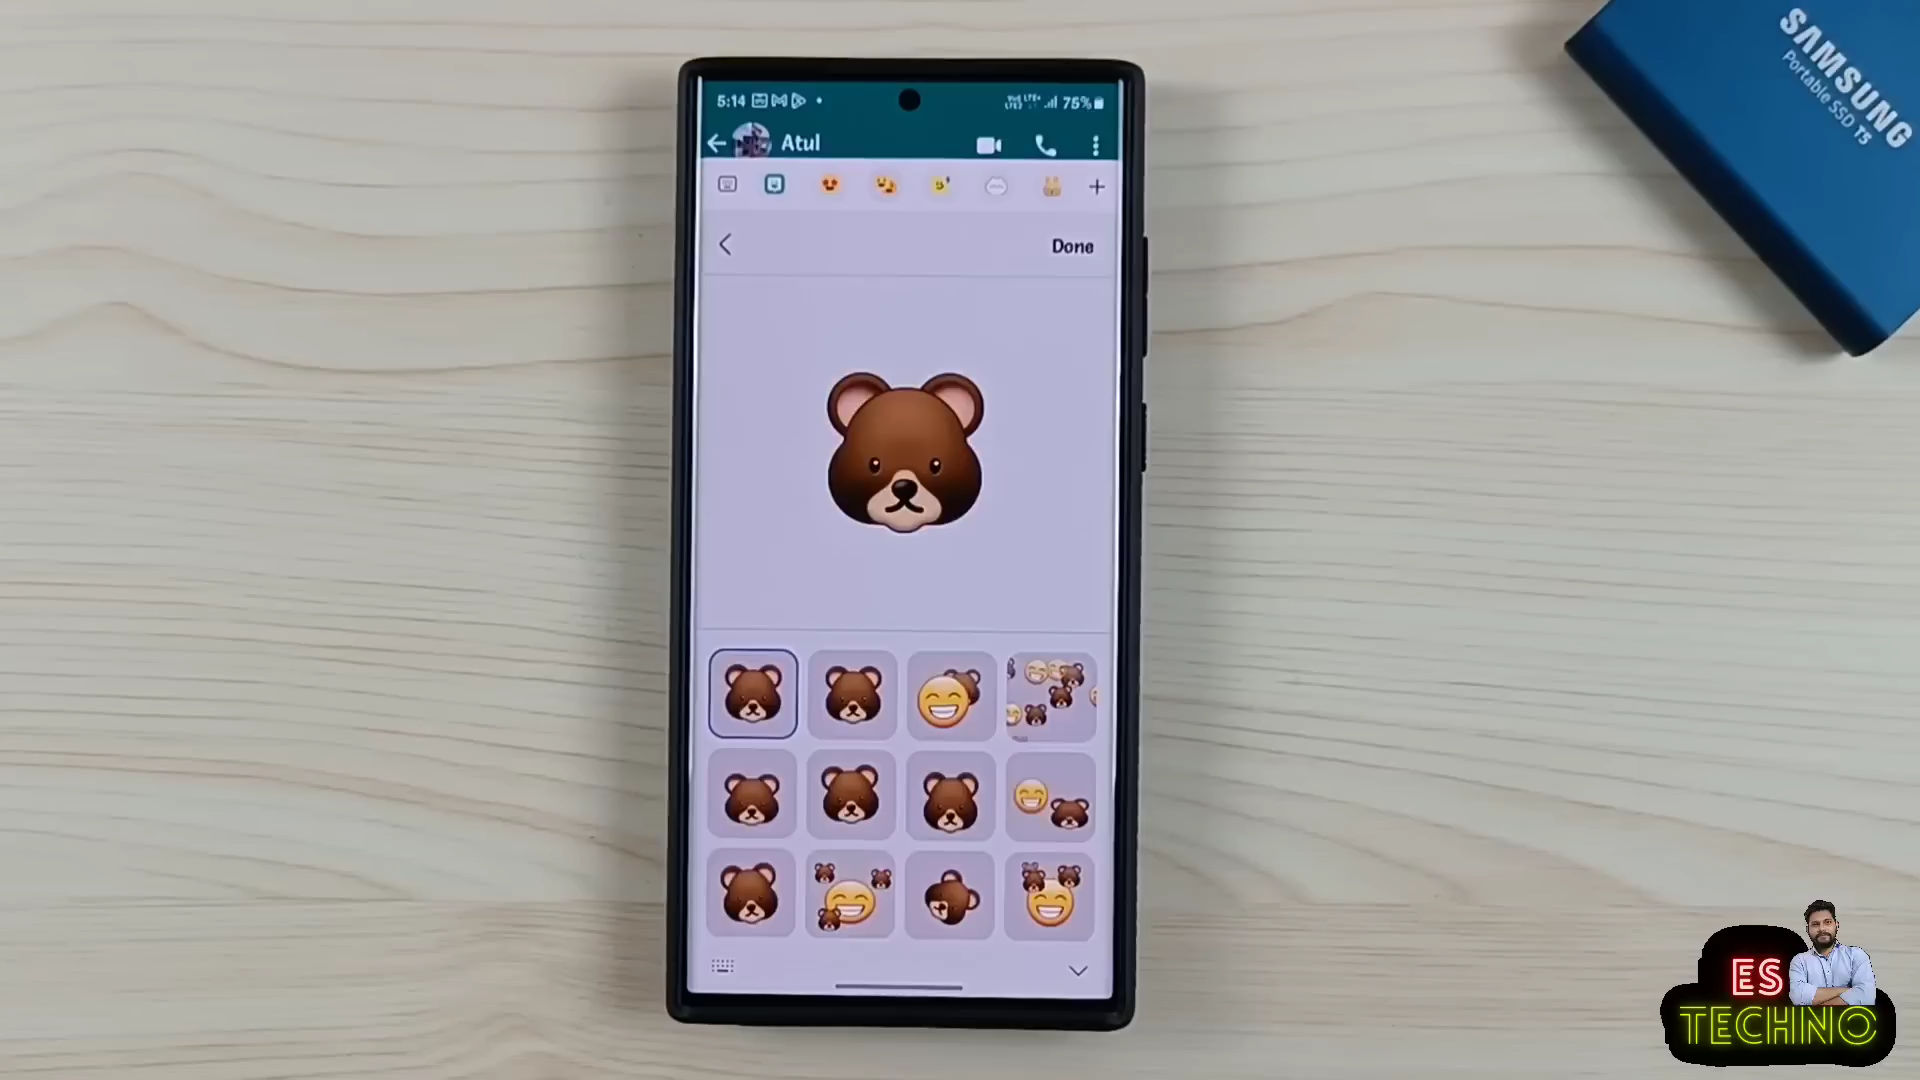 5:14
75%
Atul
Done
SAMSUNG
Portable SSD T5
ES
TECHNO